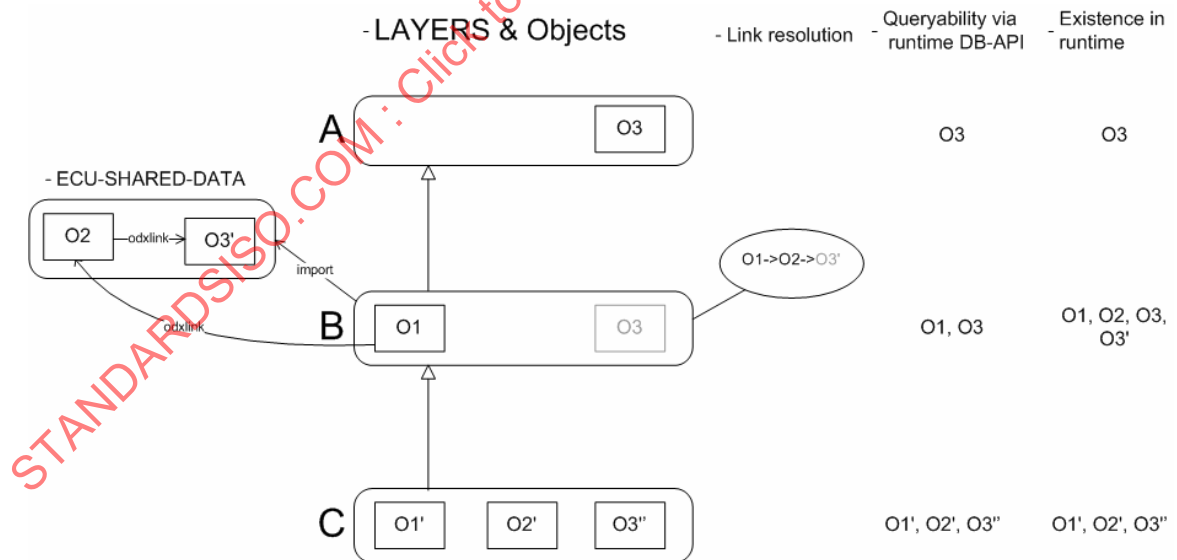 - LAYERS & Objects
- Link resolution
- Queryability via
runtime DB-API
- Existence in
runtime
A
O3
O3
O3
- ECU-SHARED-DATA
O2
odxlink
O3'
import
odxlink
O1->O2->O3'
B
O1
O3
O1, O3
O1, O2, O3,
O3'
C
O1'
O2'
O3"
O1', O2', O3"
O1', O2', O3"
STANDARDSISO.COM : Click to